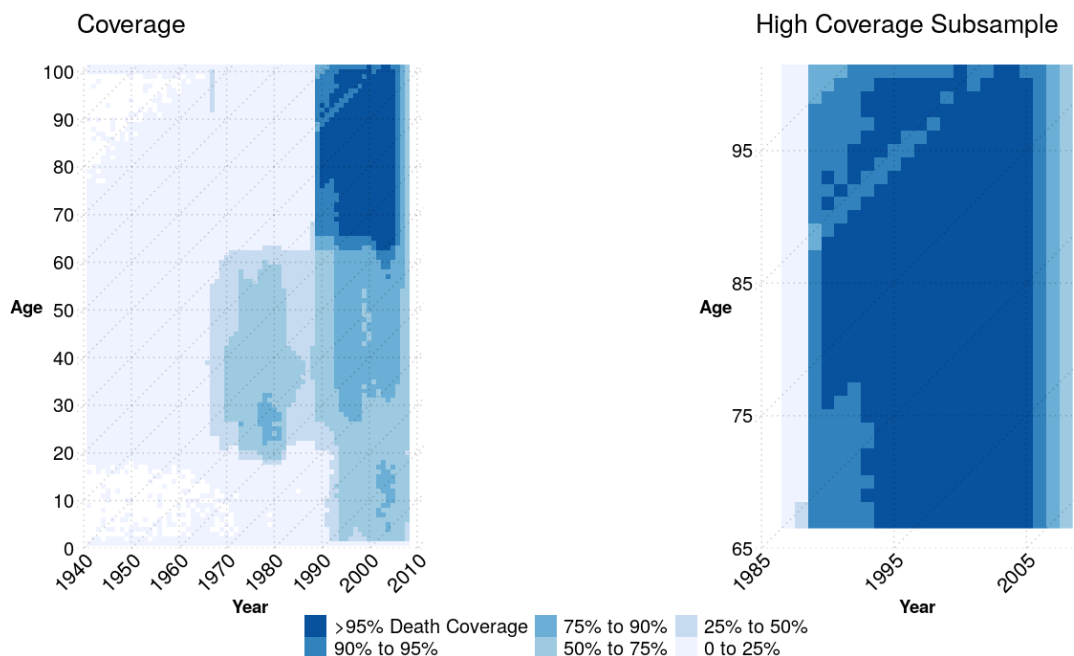 Coverage
High Coverage Subsample
100
90
80
70
60
50
40
30
20
10
0
Age
1940
1950
1960
1970
1980
1990
2000
2010
Year
95
85
75
65
Age
1985
1995
2005
Year
>95% Death Coverage
75% to 90%
25% to 50%
90% to 95%
50% to 75%
0 to 25%